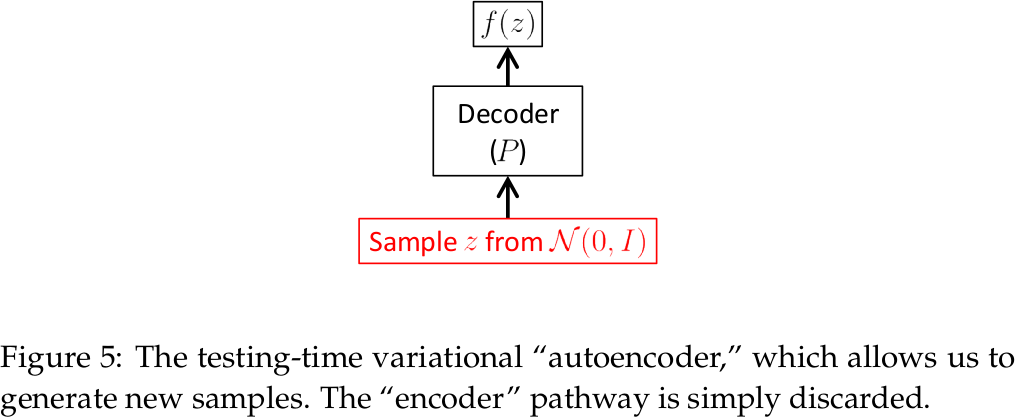 f(z)
Decoder
(P)
Sample z from 𝒩(0, I)
Figure 5: The testing-time variational “autoencoder,” which allows us to
generate new samples. The “encoder” pathway is simply discarded.